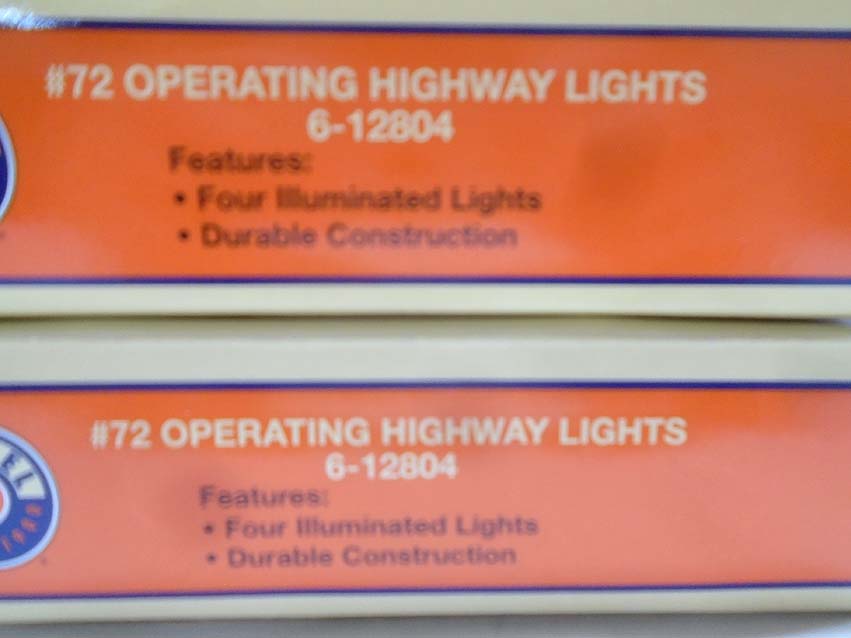 #72 OPERATING HIGHWAY LIGHTS
6-12804
Features:
• Four Illuminated Lights
• Durable Construction
#72 OPERATING HIGHWAY LIGHTS
6-12804
Features:
• Four Illuminated Lights
• Durable Construction